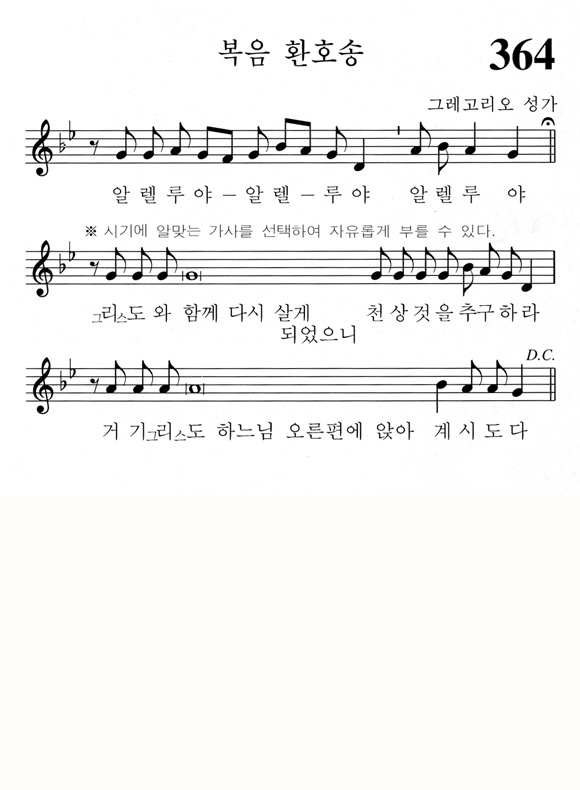 복음 환호송 364
그레고리오 성가
알 렐 루 야 - 알 렐 - 루 야 알 렐 루 야
※ 시기에 알맞는 가사를 선택하여 자유롭게 부를 수 있다.
그리스도 와 함께 다시 살게 천 상 것 을 추 구 하 라
되었으니
D.C.
거 기 그리스도 하느님 오른편에 앉아 계 시 도 다